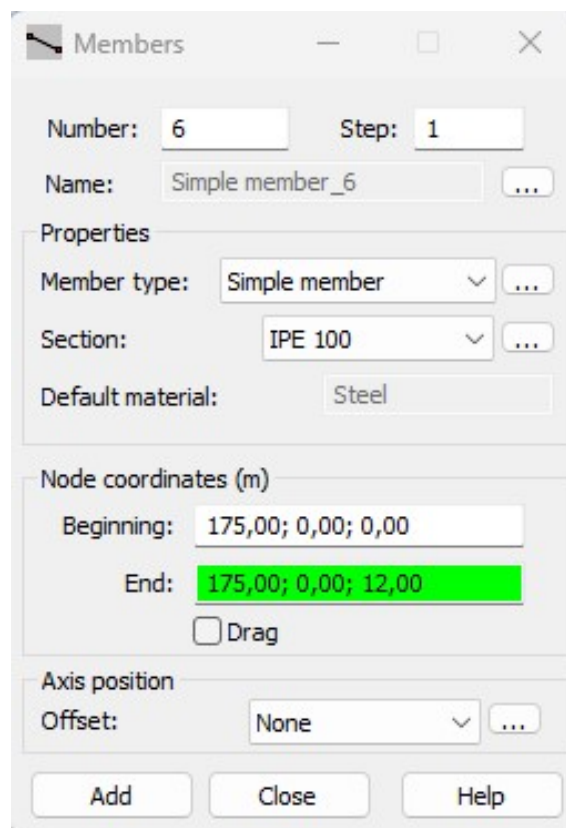 Members
Number: 6 Step: 1
Name: Simple member_6 ...
Properties
Member type: Simple member ...
Section: IPE 100 ...
Default material: Steel
Node coordinates (m)
Beginning: 175,00; 0,00; 0,00
End: 175,00; 0,00; 12,00
Drag
Axis position
Offset: None ...
Add Close Help